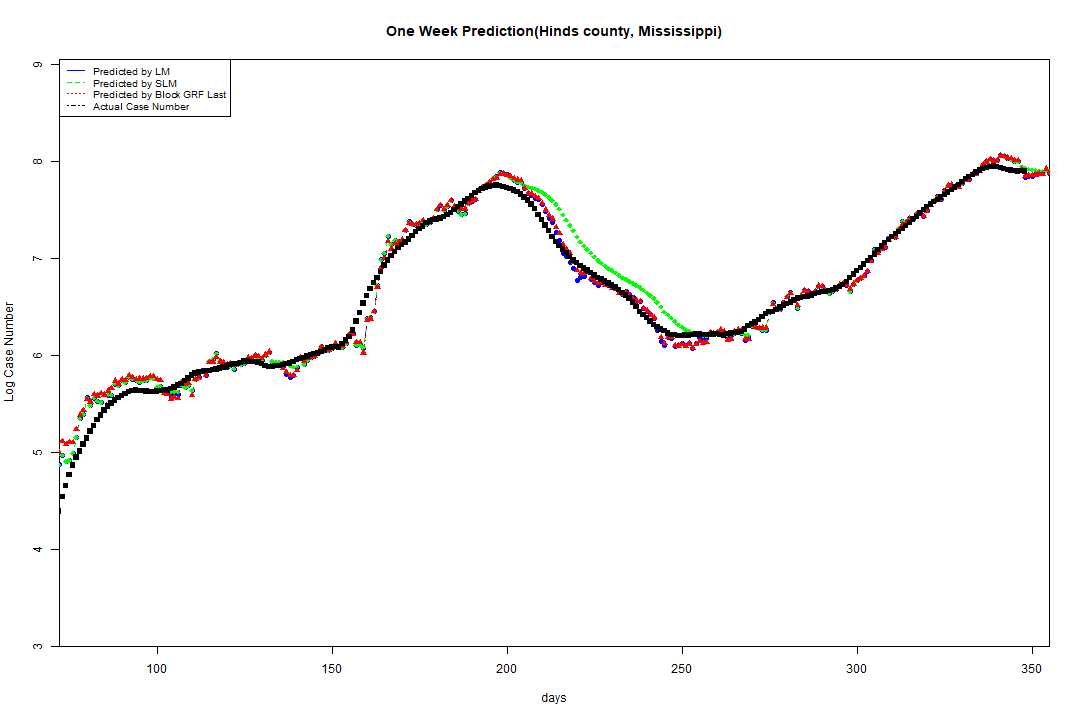 One Week Prediction(Hinds county, Mississippi)
Predicted by LM
Predicted by SLM
Predicted by Block GRF Last
Actual Case Number
9
8
7
6
5
4
3
Log Case Number
100 150 200 250 300 350
days